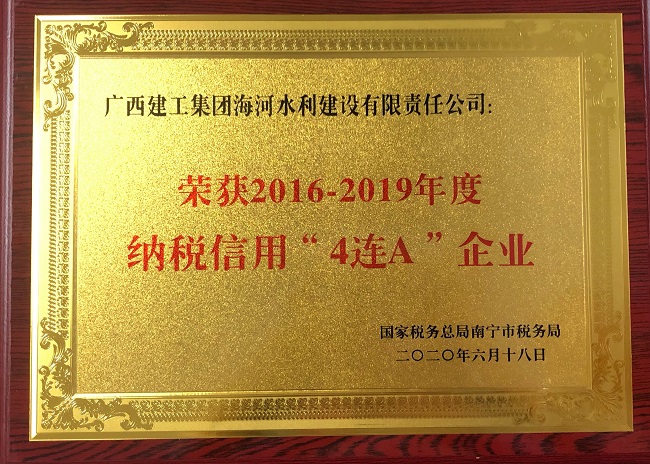 广西建工集团海河水利建设有限责任公司:
荣获2016-2019年度
纳税信用“4连A”企业
国家税务总局南宁市税务局
二〇二〇年六月十八日